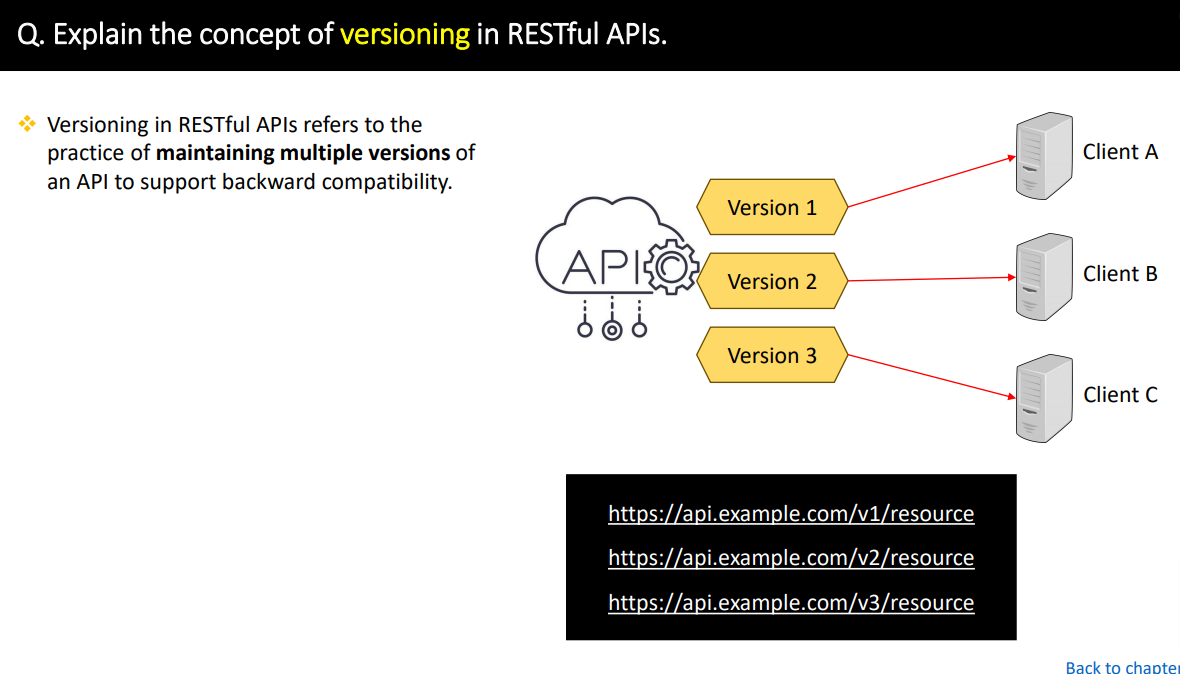 Q. Explain the concept of versioning in RESTful APIs.
❖ Versioning in RESTful APIs refers to the
practice of maintaining multiple versions of
an API to support backward compatibility.
API
Version 1
Version 2
Version 3
Client A
Client B
Client C
https://api.example.com/v1/resource
https://api.example.com/v2/resource
https://api.example.com/v3/resource
Back to chapter